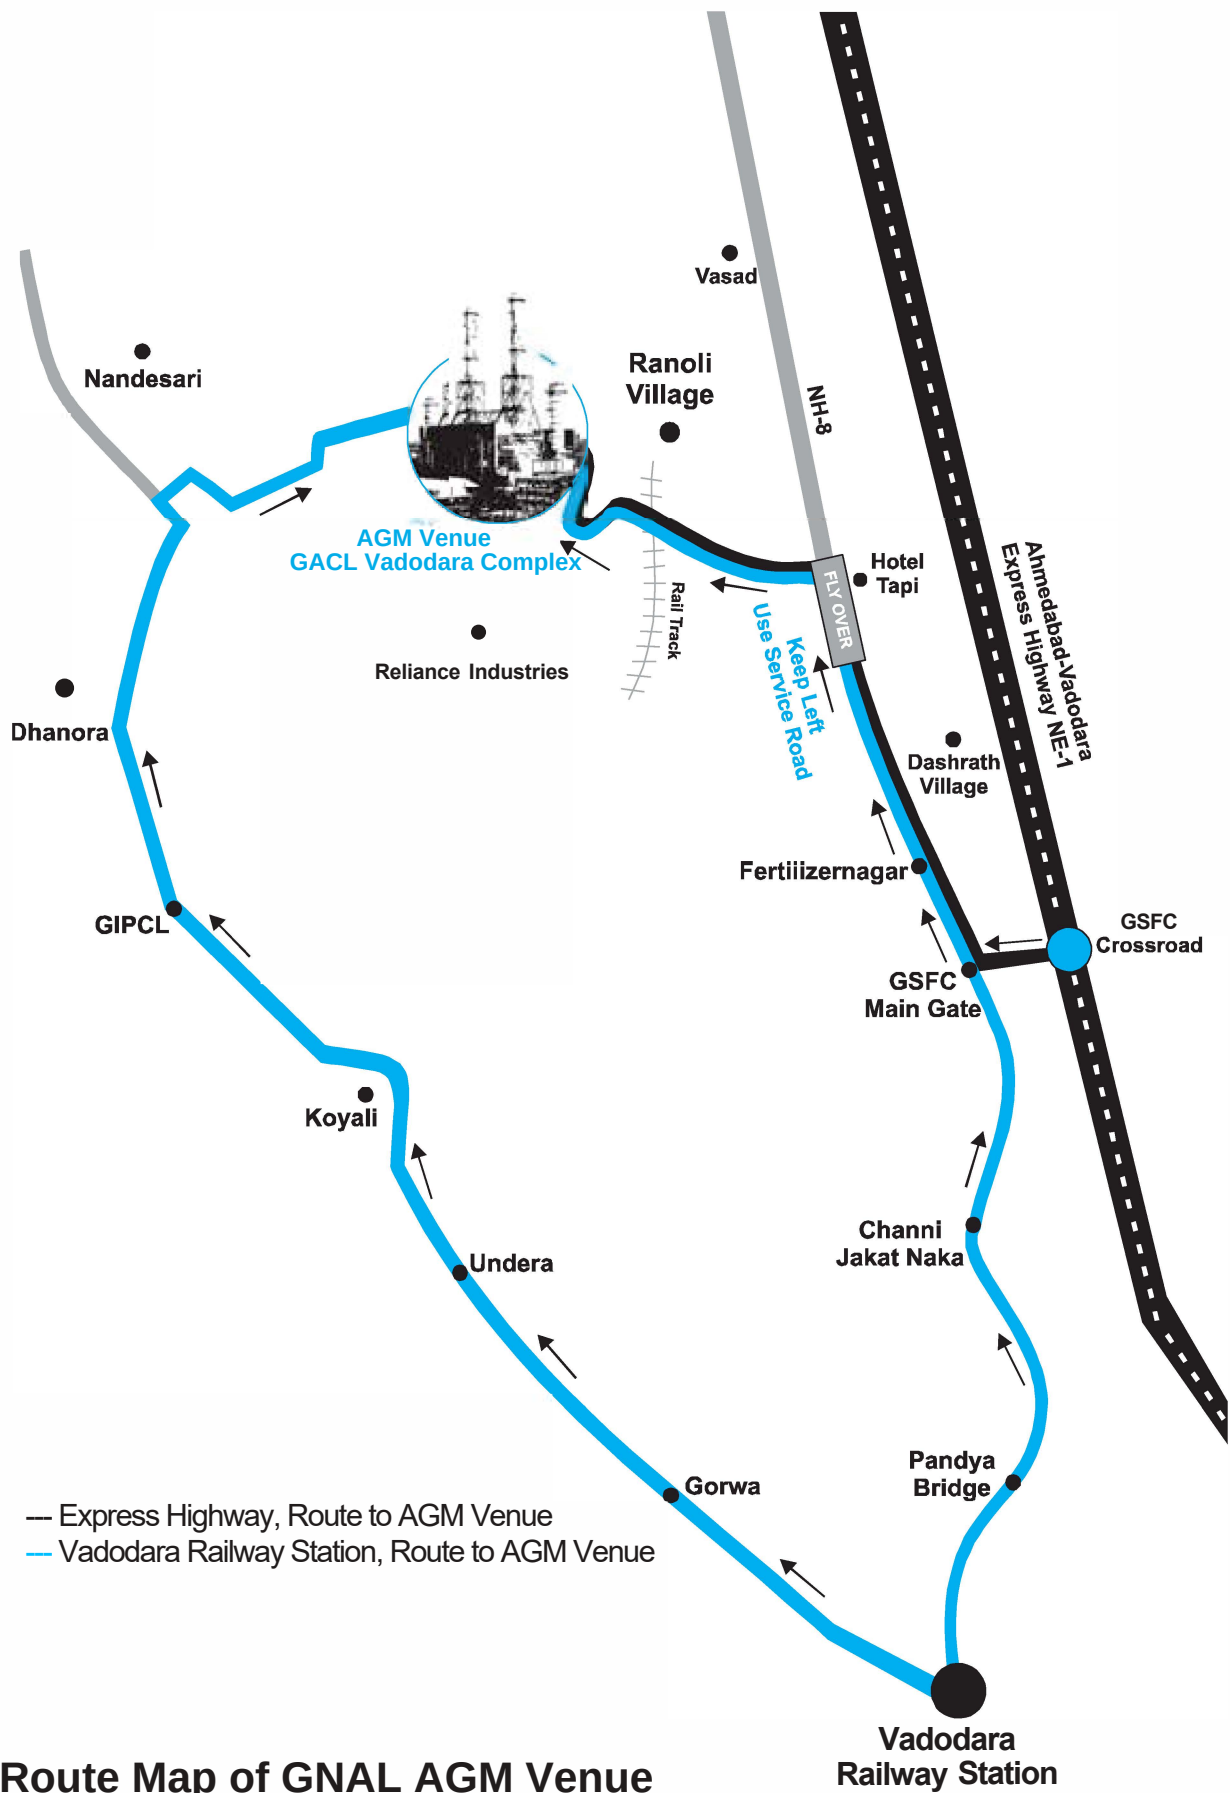 Vasad
Nandesari
Ranoli
Village
NH-8
AGM Venue
GACL Vadodara Complex
Hotel
Tapi
FLY OVER
Rail Track
Ahmedabad-Vadodara
Express Highway NE-1
Keep Left
Use Service Road
Reliance Industries
Dhanora
Dashrath
Village
Fertiiizernagar
GIPCL
GSFC
Crossroad
GSFC
Main Gate
Koyali
Channi
Jakat Naka
Undera
Pandya
Bridge
Gorwa
--- Express Highway, Route to AGM Venue
--- Vadodara Railway Station, Route to AGM Venue
Vadodara
Railway Station
Route Map of GNAL AGM Venue